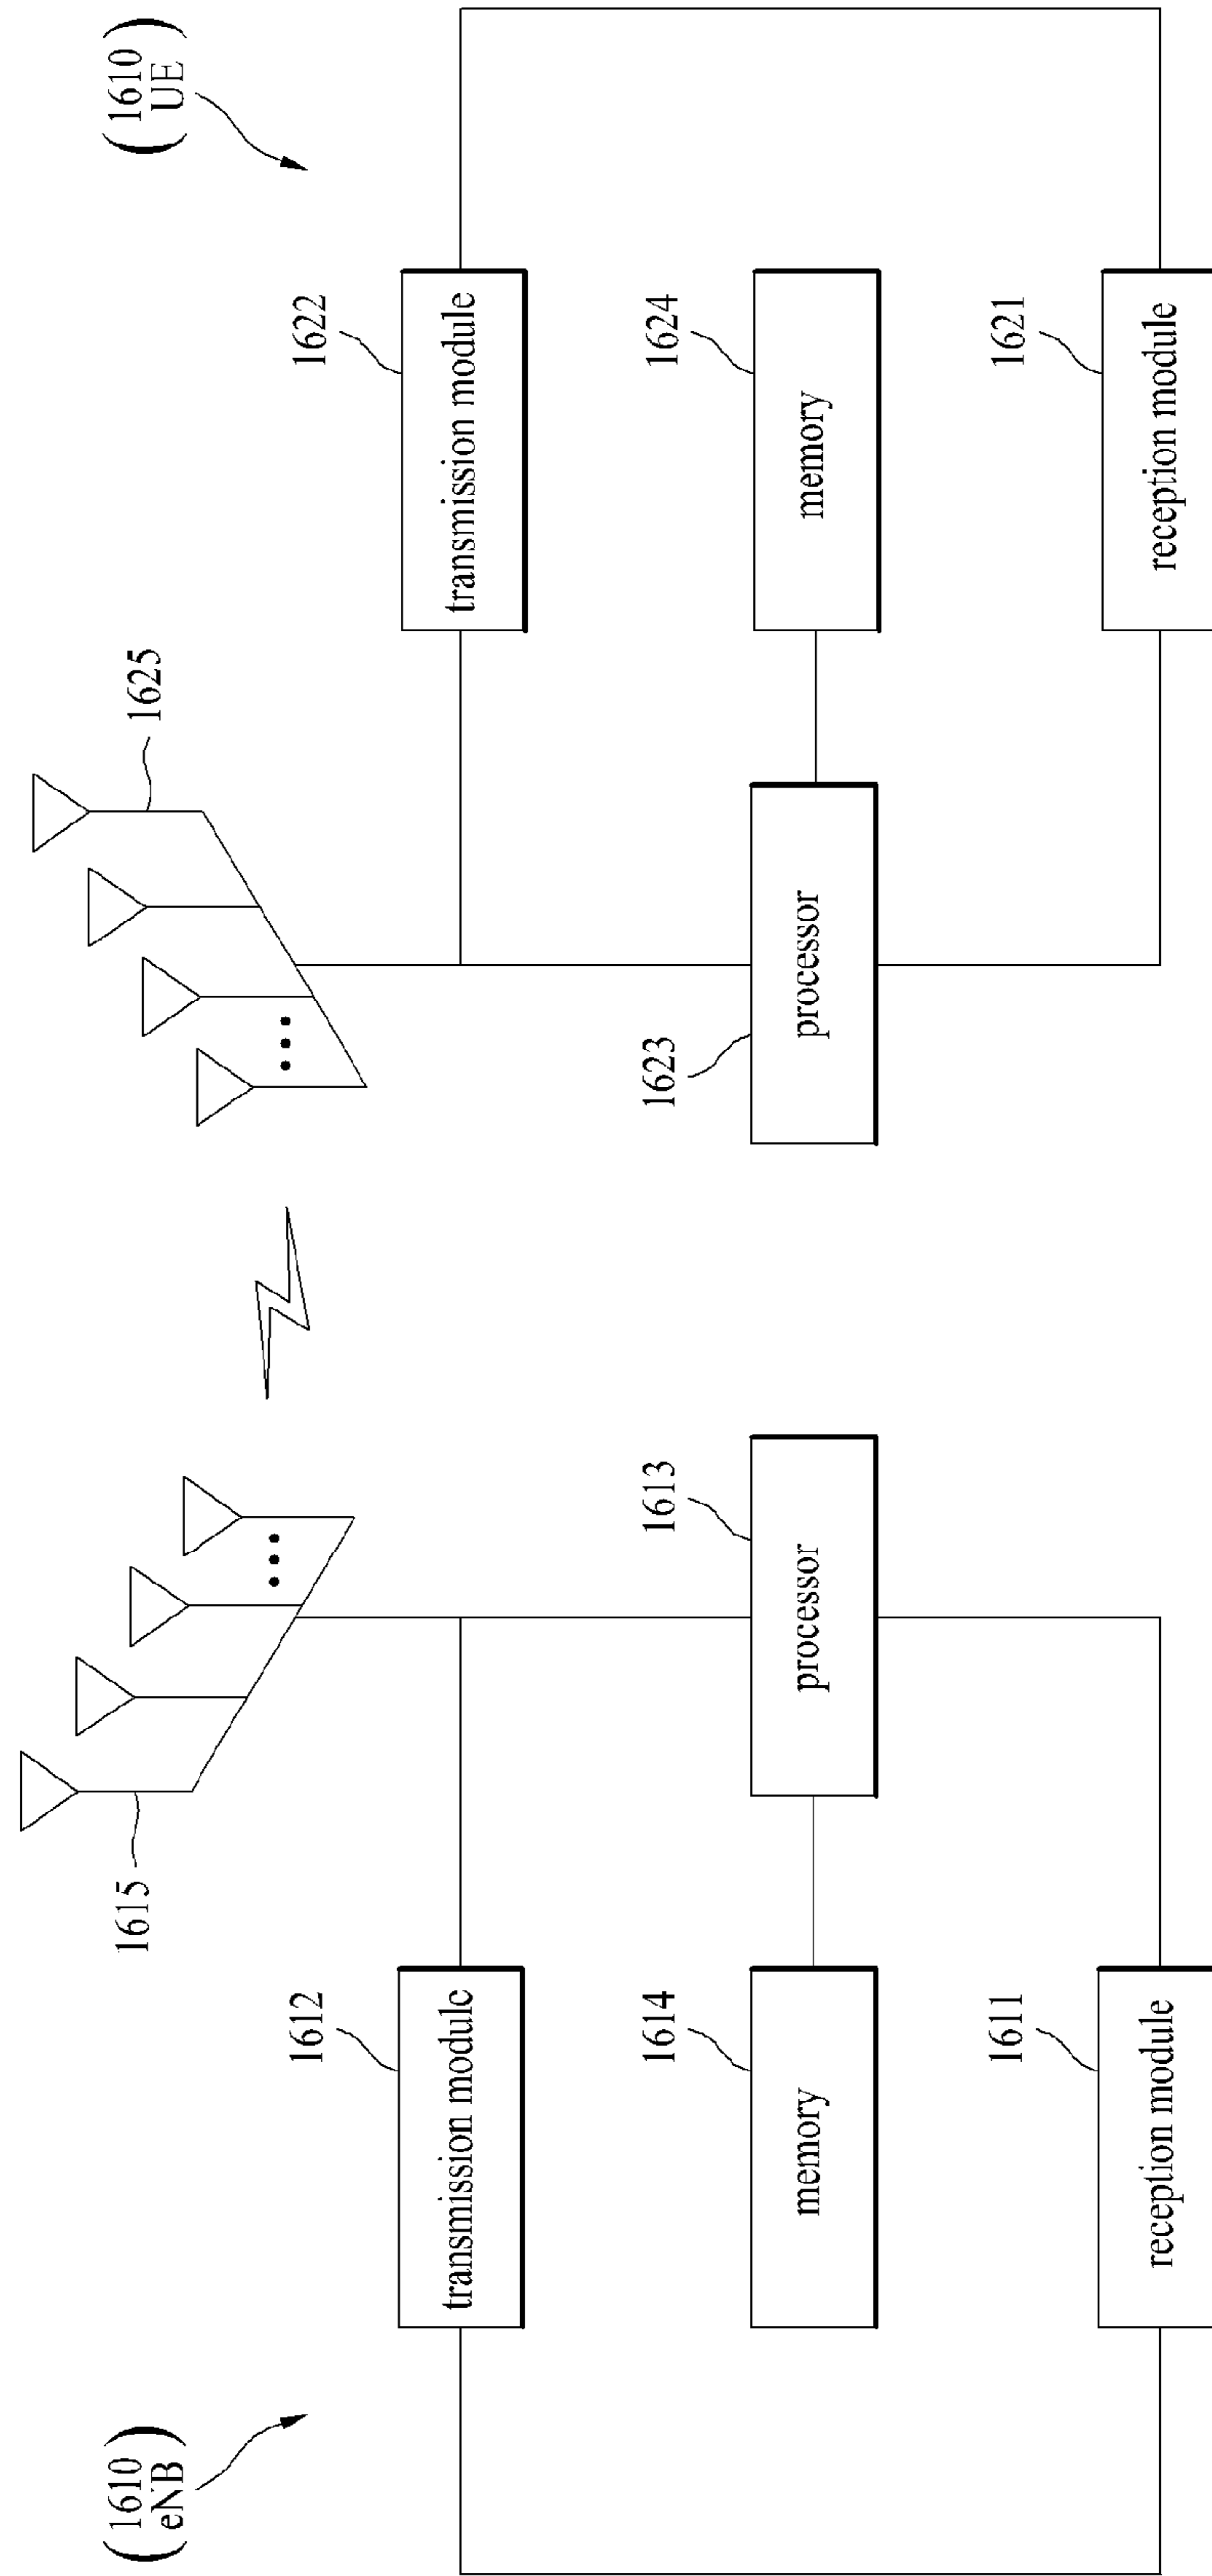 (1610)
(eNB)
1615
1612
transmission module
1614
memory
1613
processor
1611
reception module
(1610)
(UE)
1625
1622
transmission module
1623
processor
1624
memory
1621
reception module